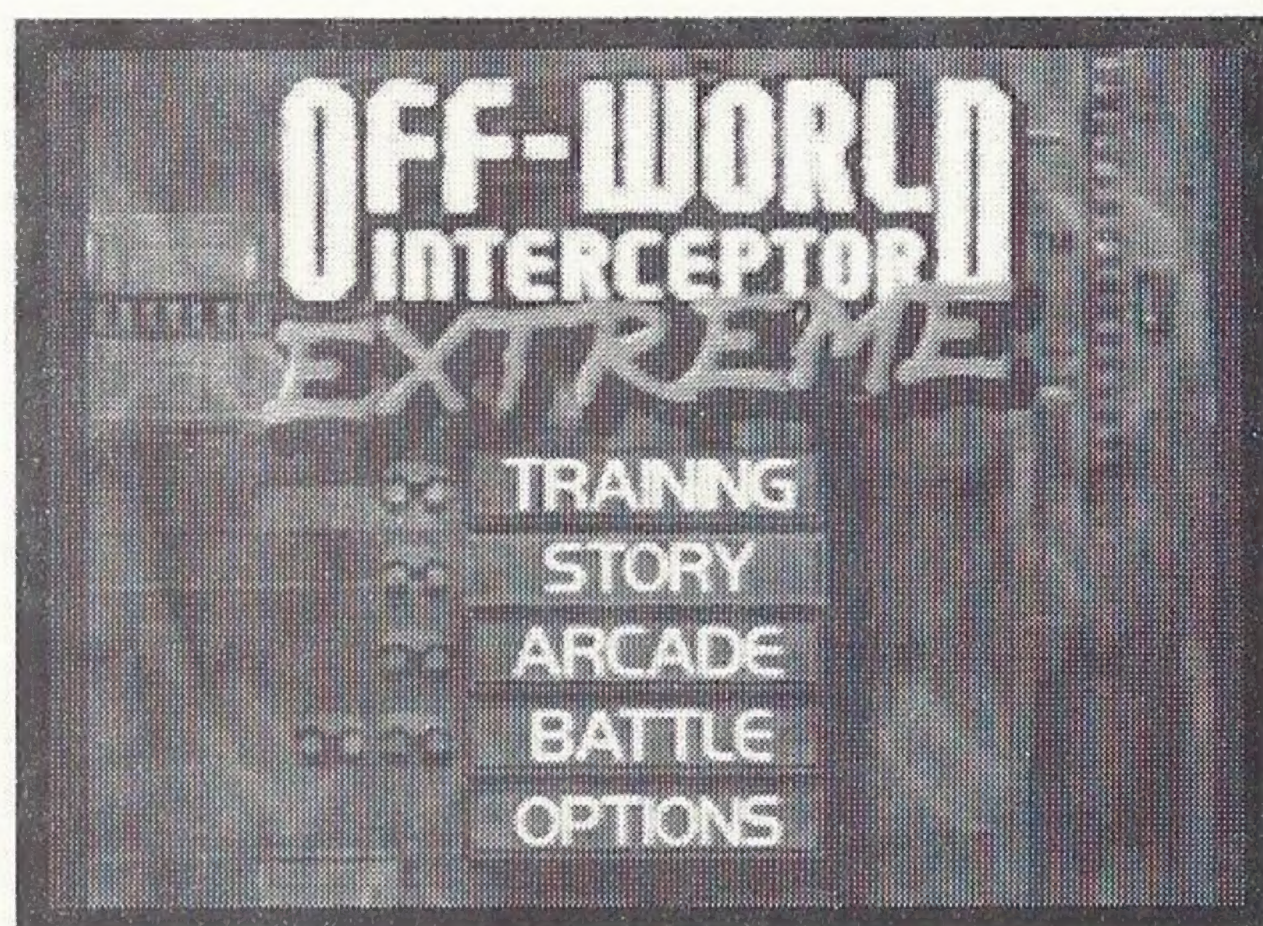 OFF-WORLD
INTERCEPTOR
EXTREME
TRAINING
STORY
ARCADE
BATTLE
OPTIONS